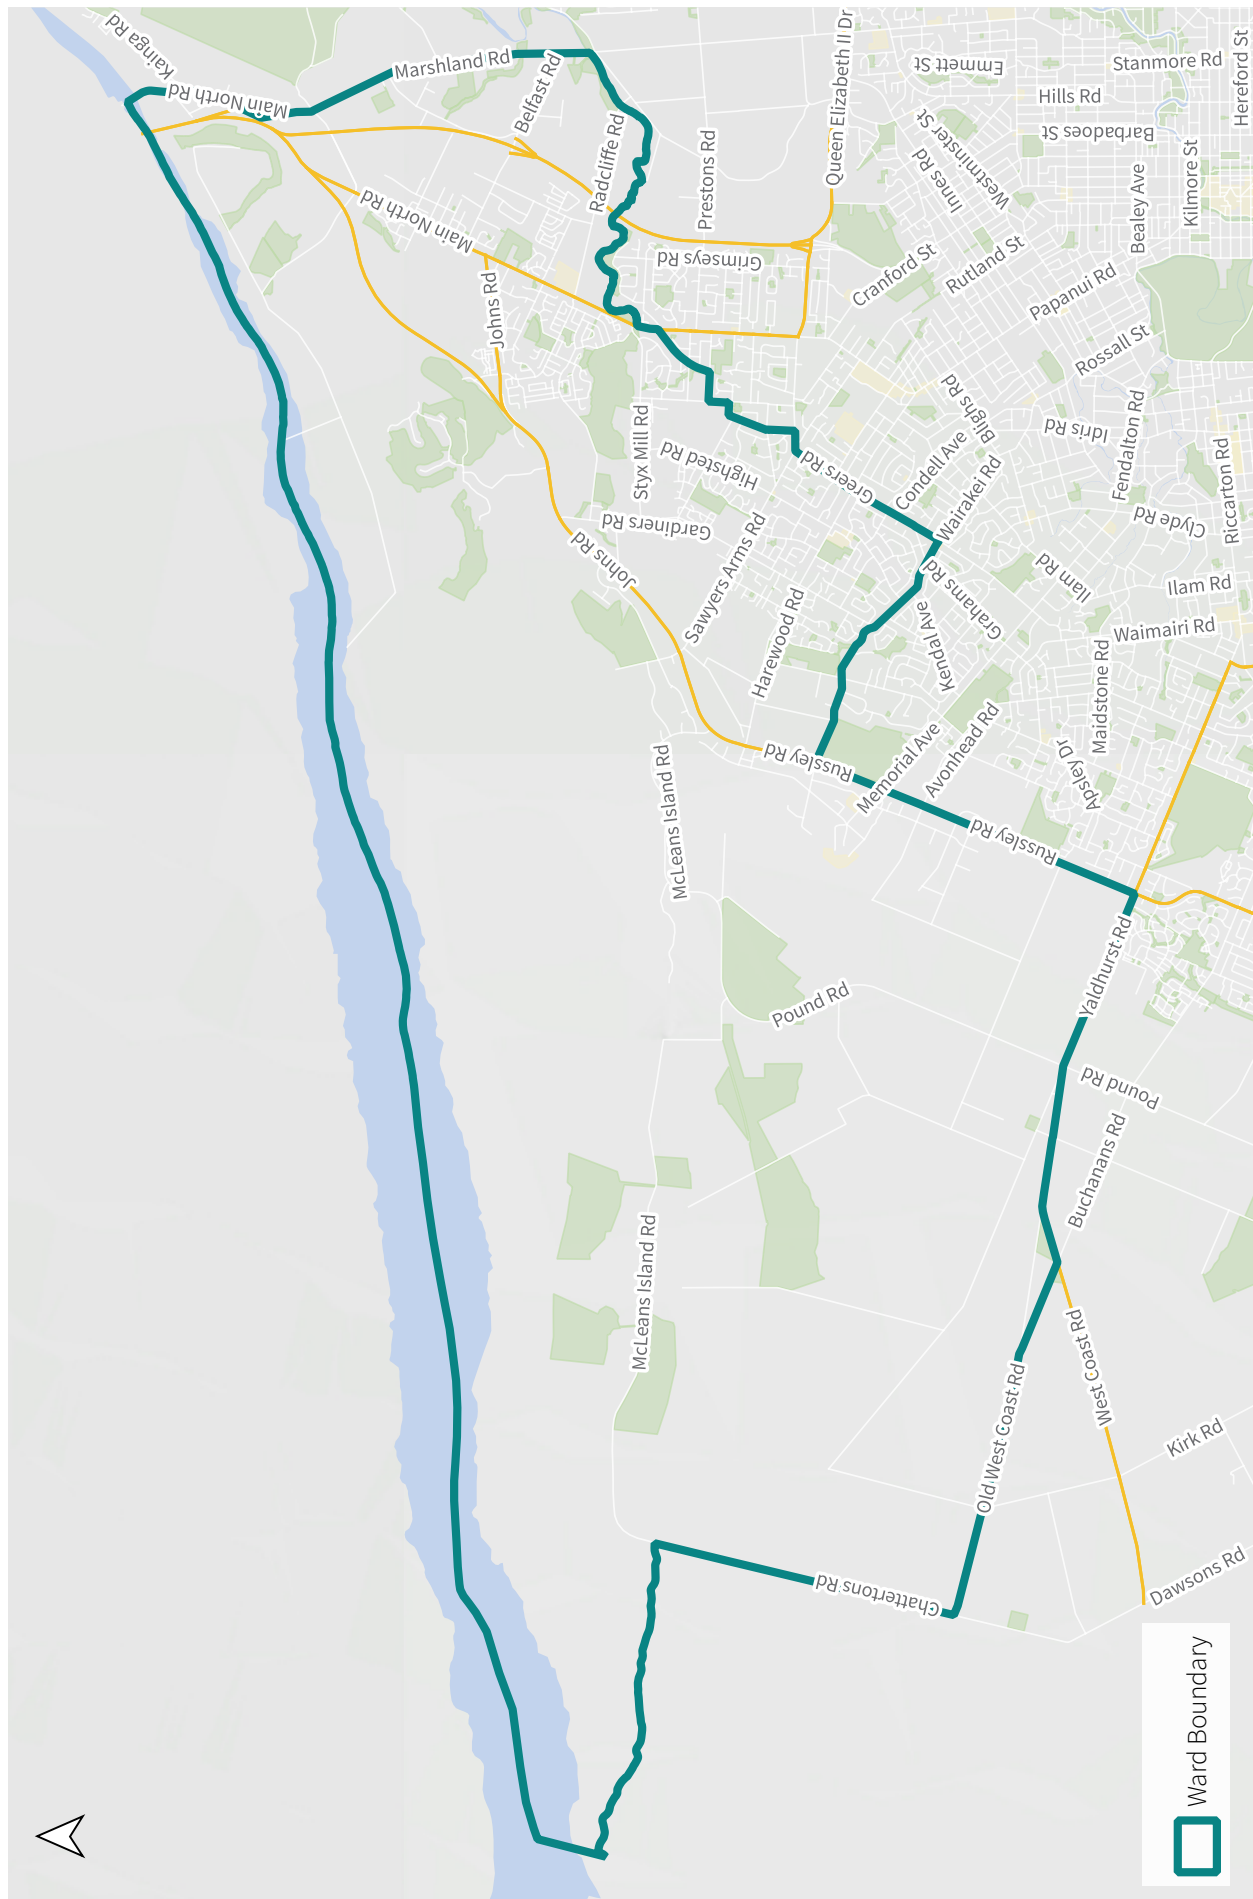 Kainga Rd
Main North Rd
Marshland Rd
Belfast Rd
Radcliffe Rd
Prestons Rd
Queen Elizabeth II Dr
Emmett St
Stanmore Rd
Hereford St
Hills Rd
Westminster St
Barbadoes St
Innes Rd
Kilmore St
Bealey Ave
Main North Rd
Grimseys Rd
Cranford St
Rutland St
Papanui Rd
Johns Rd
Rossall St
Blighs Rd
Idris Rd
Fendalton Rd
Styx Mill Rd
Highsted Rd
Greers Rd
Condell Ave
Wairakei Rd
Riccarton Rd
Clyde Rd
Gardiners Rd
Johns Rd
Sawyers Arms Rd
Harewood Rd
Grahams Rd
Kendal Ave
Ilam Rd
Ilam Rd
Waimairi Rd
Maidstone Rd
Russley Rd
Memorial Ave
Avonhead Rd
Apsley Dr
McLeans Island Rd
Russley Rd
Yaldhurst Rd
Pound Rd
Pound Rd
Buchanans Rd
McLeans Island Rd
West Coast Rd
Old West Coast Rd
Kirk Rd
Chattertons Rd
Dawsons Rd
Ward Boundary